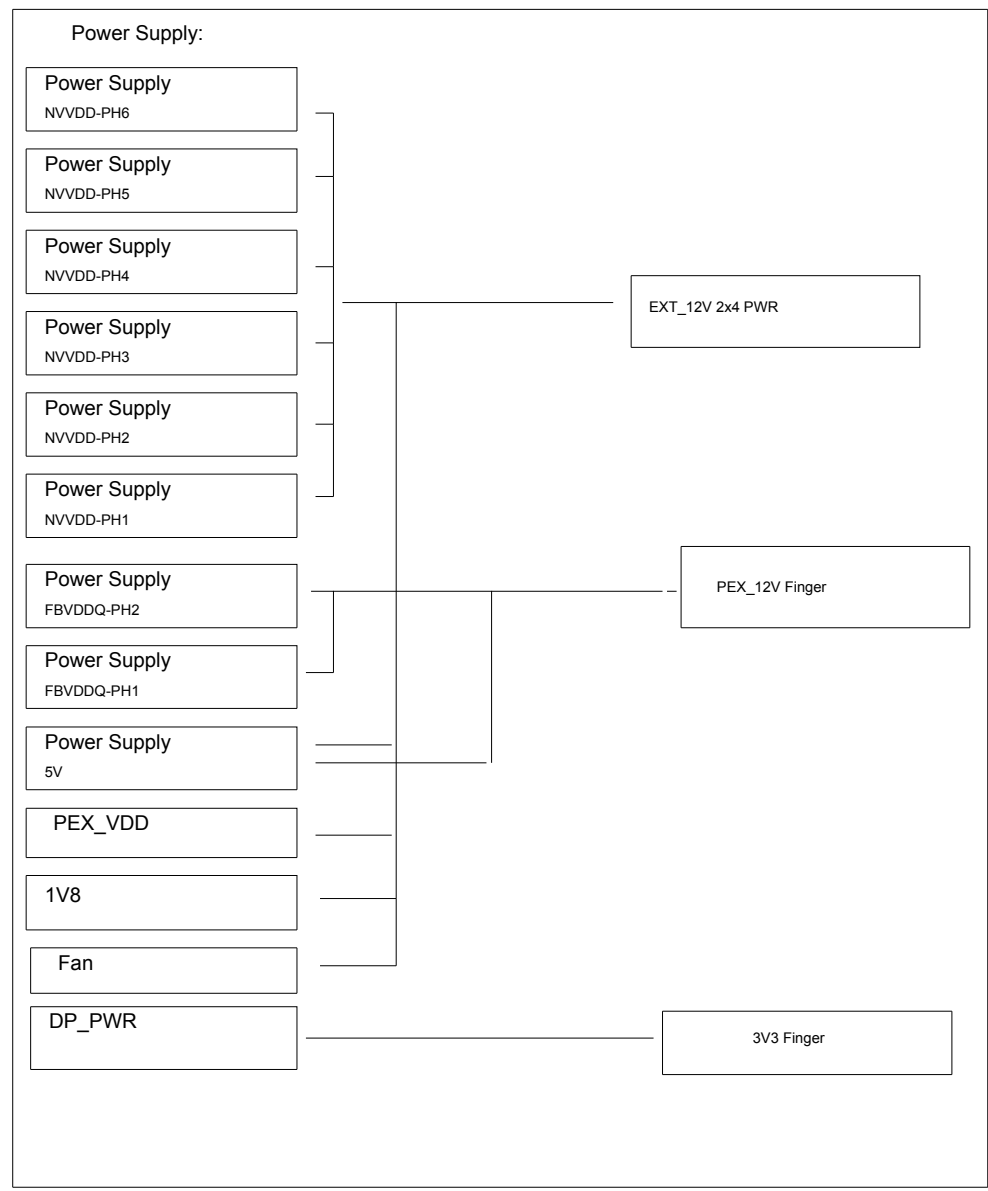 Power Supply:
Power Supply
NVVDD-PH6
Power Supply
NVVDD-PH5
Power Supply
NVVDD-PH4
Power Supply
NVVDD-PH3
Power Supply
NVVDD-PH2
Power Supply
NVVDD-PH1
Power Supply
FBVDDQ-PH2
Power Supply
FBVDDQ-PH1
Power Supply
5V
PEX_VDD
1V8
Fan
DP_PWR
EXT_12V 2x4 PWR
PEX_12V Finger
3V3 Finger